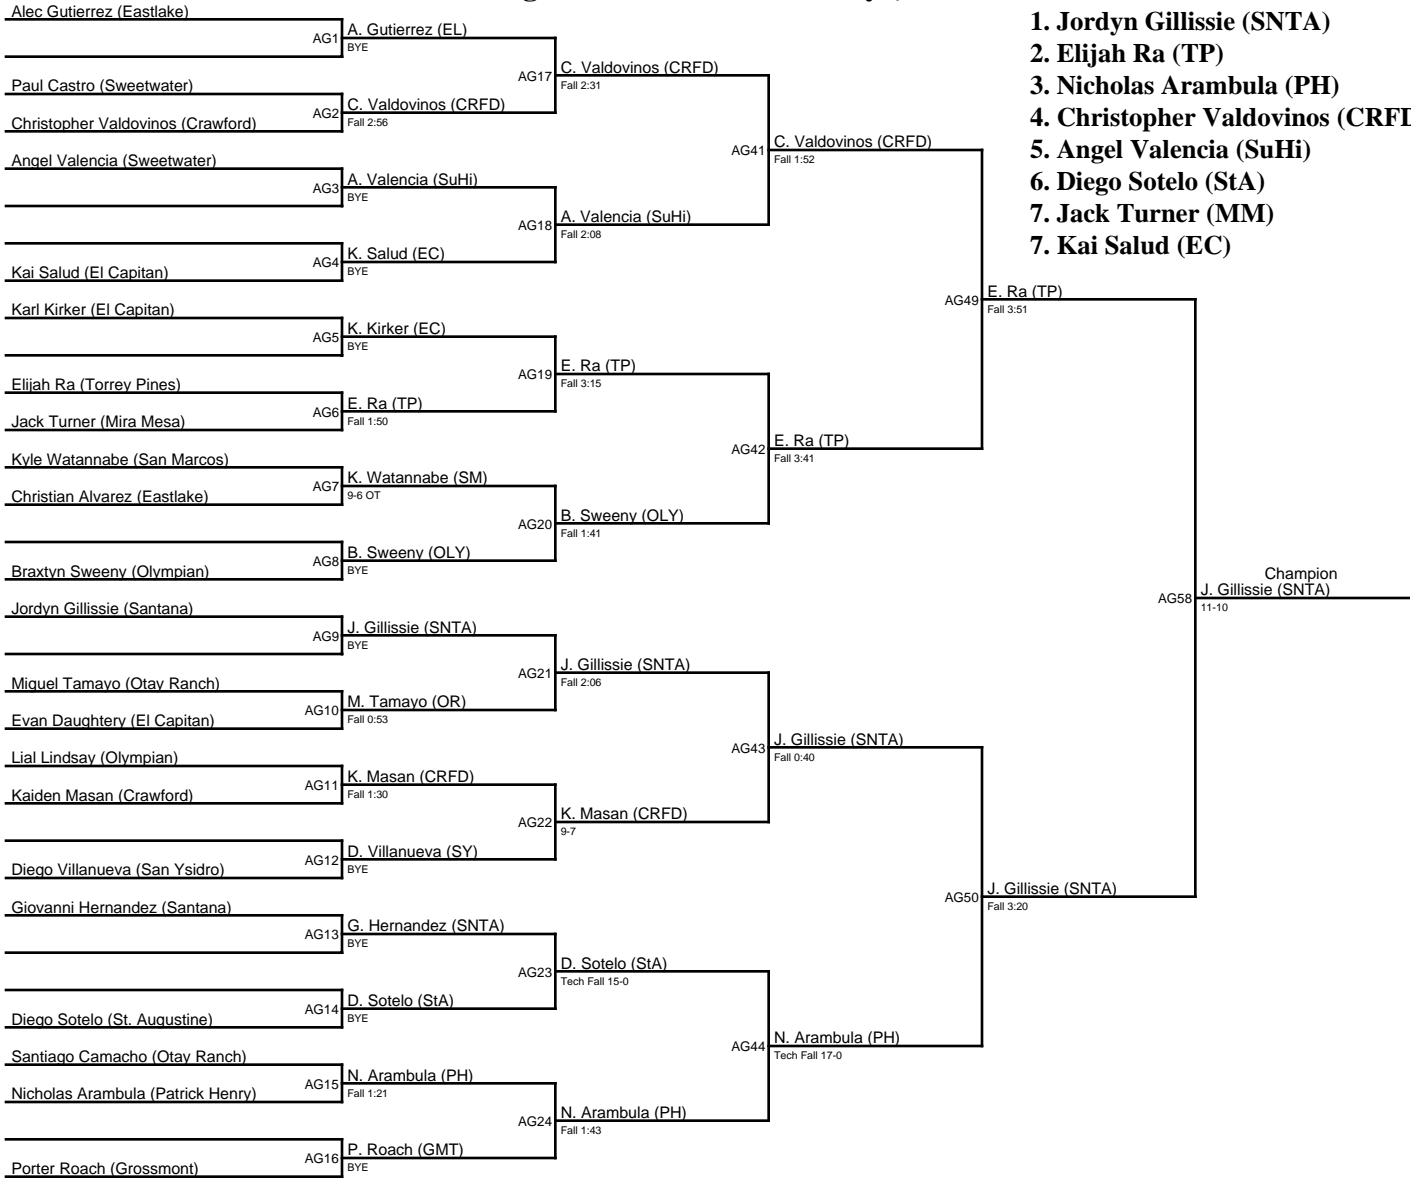 Alec Gutierrez (Eastlake)
AG1
A. Gutierrez (EL)
BYE
Paul Castro (Sweetwater)
Christopher Valdovinos (Crawford)
AG2
C. Valdovinos (CRFD)
Fall 2:56
AG17
C. Valdovinos (CRFD)
Fall 2:31
Angel Valencia (Sweetwater)
AG3
A. Valencia (SuHi)
BYE
AG4
K. Salud (EC)
BYE
Kai Salud (El Capitan)
AG18
A. Valencia (SuHi)
Fall 2:08
AG41
C. Valdovinos (CRFD)
Fall 1:52
Karl Kirker (El Capitan)
AG5
K. Kirker (EC)
BYE
Elijah Ra (Torrey Pines)
Jack Turner (Mira Mesa)
AG6
E. Ra (TP)
Fall 1:50
AG19
E. Ra (TP)
Fall 3:15
Kyle Watannabe (San Marcos)
Christian Alvarez (Eastlake)
AG7
K. Watannabe (SM)
9-6 OT
AG8
B. Sweeny (OLY)
BYE
Braxtyn Sweeny (Olympian)
AG20
B. Sweeny (OLY)
Fall 1:41
AG42
E. Ra (TP)
Fall 3:41
AG49
E. Ra (TP)
Fall 3:51
Jordyn Gillissie (Santana)
AG9
J. Gillissie (SNTA)
BYE
Miguel Tamayo (Otay Ranch)
Evan Daughtery (El Capitan)
AG10
M. Tamayo (OR)
Fall 0:53
AG21
J. Gillissie (SNTA)
Fall 2:06
Lial Lindsay (Olympian)
Kaiden Masan (Crawford)
AG11
K. Masan (CRFD)
Fall 1:30
AG12
D. Villanueva (SY)
BYE
Diego Villanueva (San Ysidro)
AG22
K. Masan (CRFD)
9-7
AG43
J. Gillissie (SNTA)
Fall 0:40
Giovanni Hernandez (Santana)
AG13
G. Hernandez (SNTA)
BYE
AG14
D. Sotelo (StA)
BYE
Diego Sotelo (St. Augustine)
AG23
D. Sotelo (StA)
Tech Fall 15-0
Santiago Camacho (Otay Ranch)
Nicholas Arambula (Patrick Henry)
AG15
N. Arambula (PH)
Fall 1:21
AG16
P. Roach (GMT)
BYE
Porter Roach (Grossmont)
AG24
N. Arambula (PH)
Fall 1:43
AG44
N. Arambula (PH)
Tech Fall 17-0
AG50
J. Gillissie (SNTA)
Fall 3:20
AG58
Champion
J. Gillissie (SNTA)
11-10
1. Jordyn Gillissie (SNTA)
2. Elijah Ra (TP)
3. Nicholas Arambula (PH)
4. Christopher Valdovinos (CRFD
5. Angel Valencia (SuHi)
6. Diego Sotelo (StA)
7. Jack Turner (MM)
7. Kai Salud (EC)